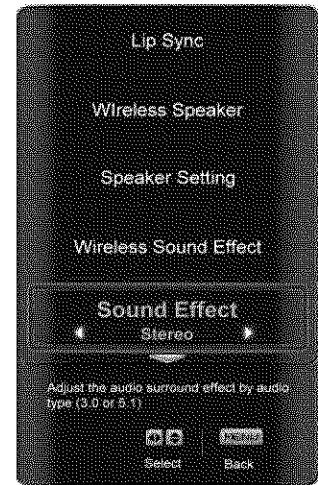 Lip Sync
WIreless Speaker
Speaker Setting
Wireless Sound Effect
Sound Effect
Stereo
Adjust the audio surround effect by audio
type (3.0 or 5.1)
Select
Back